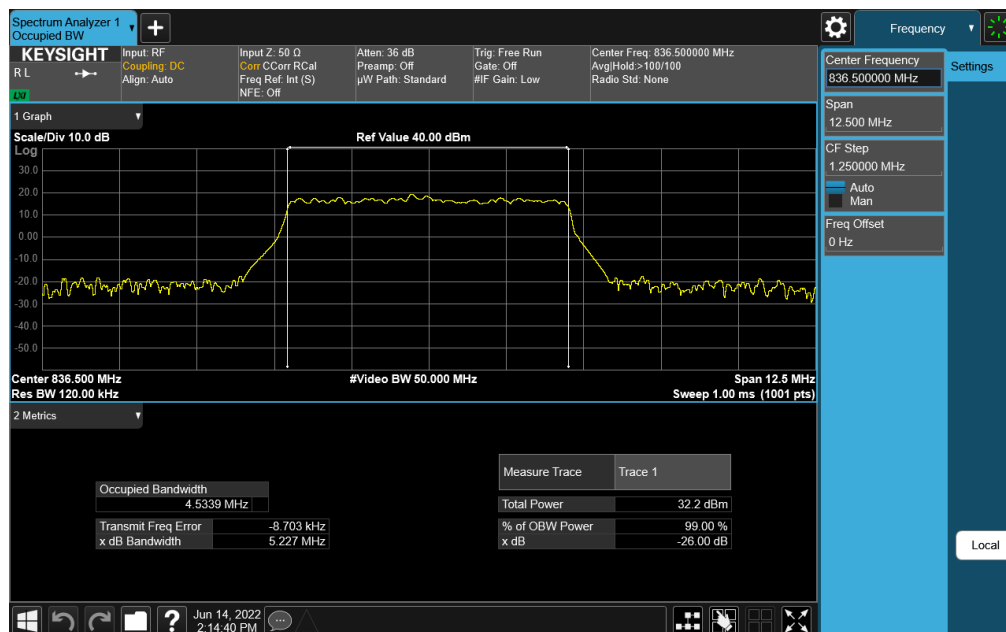 Spectrum Analyzer 1
Occupied BW
+
Frequency
KEYSIGHT
R L
LXI
Input: RF
Coupling: DC
Align: Auto
Input Z: 50 Ω
Corr CCorr RCal
Freq Ref: Int (S)
NFE: Off
Atten: 36 dB
Preamp: Off
µW Path: Standard
Trig: Free Run
Gate: Off
#IF Gain: Low
Center Freq: 836.500000 MHz
Avg|Hold:>100/100
Radio Std: None
Center Frequency
836.500000 MHz
Settings
Span
12.500 MHz
CF Step
1.250000 MHz
Auto
Man
Freq Offset
0 Hz
Local
1 Graph
Scale/Div 10.0 dB
Ref Value 40.00 dBm
Log
30.0
20.0
10.0
0.00
-10.0
-20.0
-30.0
-40.0
-50.0
Center 836.500 MHz
#Video BW 50.000 MHz
Span 12.5 MHz
Res BW 120.00 kHz
Sweep 1.00 ms (1001 pts)
2 Metrics
Measure Trace Trace 1
Occupied Bandwidth
4.5339 MHz
Total Power 32.2 dBm
Transmit Freq Error -8.703 kHz
% of OBW Power 99.00 %
x dB Bandwidth 5.227 MHz
x dB -26.00 dB
?
Jun 14, 2022
2:14:40 PM